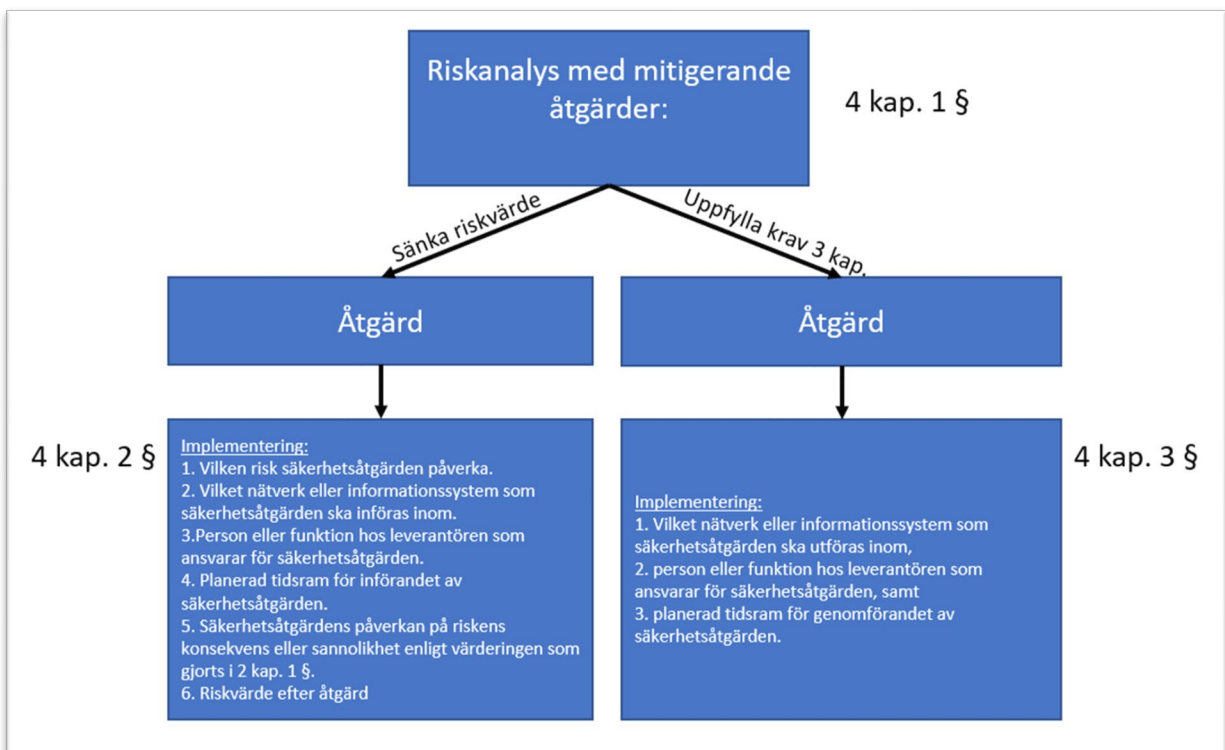 Riskanalys med mitigerande
åtgärder:
4 kap. 1 §
Sänka riskvärde
Uppfylla krav 3 kap.
Åtgärd
Åtgärd
4 kap. 2 §
Implementering:
1. Vilken risk säkerhetsåtgärden påverka.
2. Vilket nätverk eller informationssystem som
säkerhetsåtgärden ska införas inom.
3.Person eller funktion hos leverantören som
ansvarar för säkerhetsåtgärden.
4. Planerad tidsram för införandet av
säkerhetsåtgärden.
5. Säkerhetsåtgärdens påverkan på riskens
konsekvens eller sannolikhet enligt värderingen som
gjorts i 2 kap. 1 §.
6. Riskvärde efter åtgärd
4 kap. 3 §
Implementering:
1. Vilket nätverk eller informationssystem som
säkerhetsåtgärden ska utföras inom,
2. person eller funktion hos leverantören som
ansvarar för säkerhetsåtgärden, samt
3. planerad tidsram för genomförandet av
säkerhetsåtgärden.